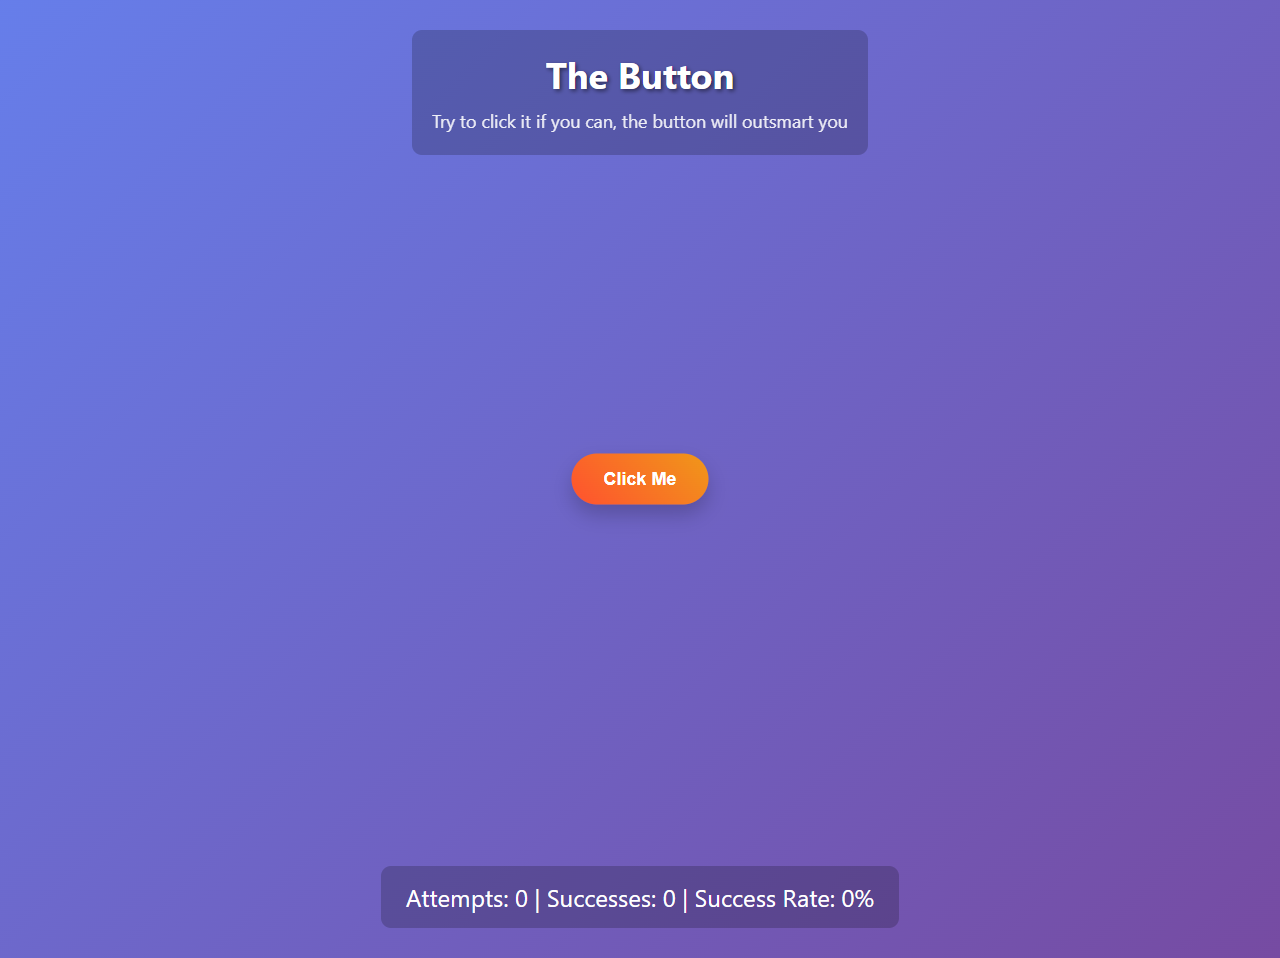 The Button
Try to click it if you can, the button will outsmart you
Click Me
Attempts: 0 | Successes: 0 | Success Rate: 0%